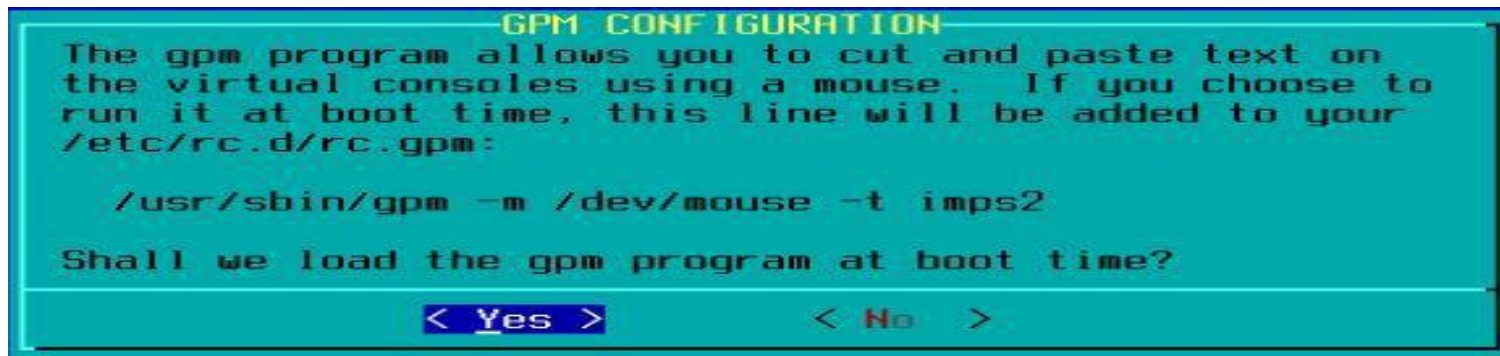 GPM CONFIGURATION
The gpm program allows you to cut and paste text on
the virtual consoles using a mouse.  If you choose to
run it at boot time, this line will be added to your
/etc/rc.d/rc.gpm:
/usr/sbin/gpm -m /dev/mouse -t imps2
Shall we load the gpm program at boot time?
< Yes > < No >